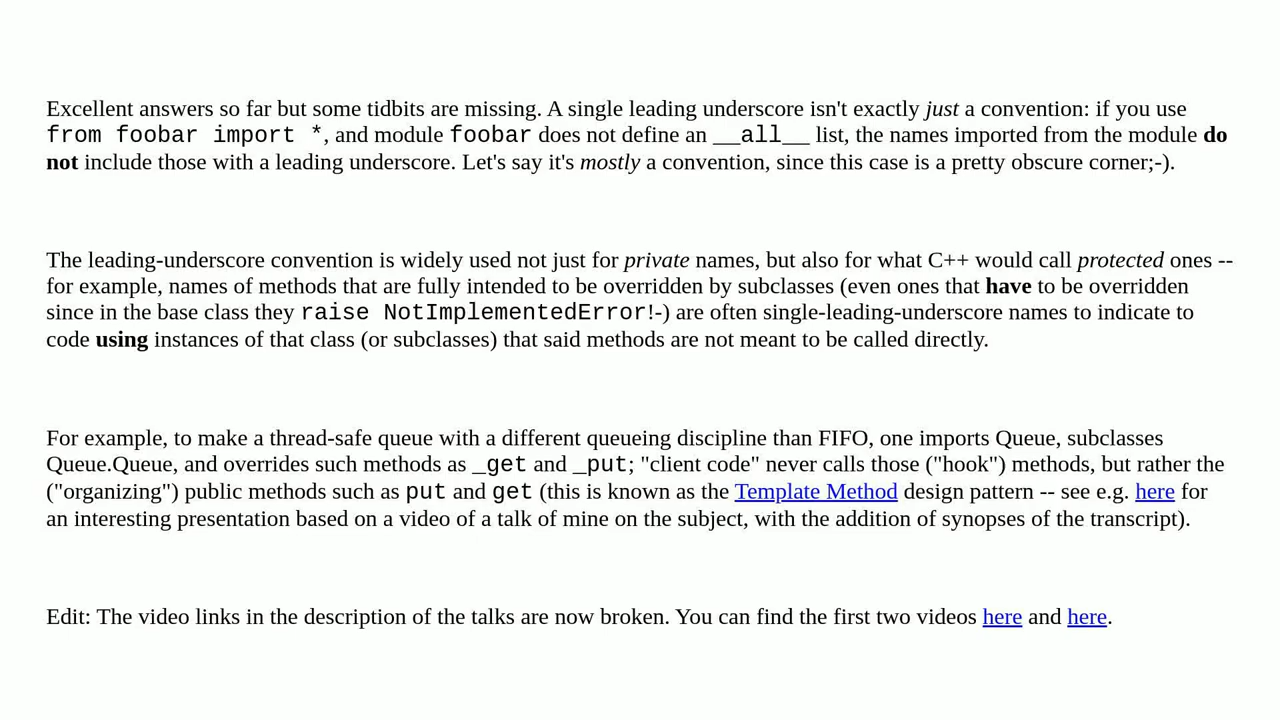 Excellent answers so far but some tidbits are missing. A single leading underscore isn't exactly just a convention: if you use
from foobar import *, and module foobar does not define an __all__ list, the names imported from the module do
not include those with a leading underscore. Let's say it's mostly a convention, since this case is a pretty obscure corner;-).
The leading-underscore convention is widely used not just for private names, but also for what C++ would call protected ones --
for example, names of methods that are fully intended to be overridden by subclasses (even ones that have to be overridden
since in the base class they raise NotImplementedError!-) are often single-leading-underscore names to indicate to
code using instances of that class (or subclasses) that said methods are not meant to be called directly.
For example, to make a thread-safe queue with a different queueing discipline than FIFO, one imports Queue, subclasses
Queue.Queue, and overrides such methods as _get and _put; "client code" never calls those ("hook") methods, but rather the
("organizing") public methods such as put and get (this is known as the Template Method design pattern -- see e.g. here for
an interesting presentation based on a video of a talk of mine on the subject, with the addition of synopses of the transcript).
Edit: The video links in the description of the talks are now broken. You can find the first two videos here and here.